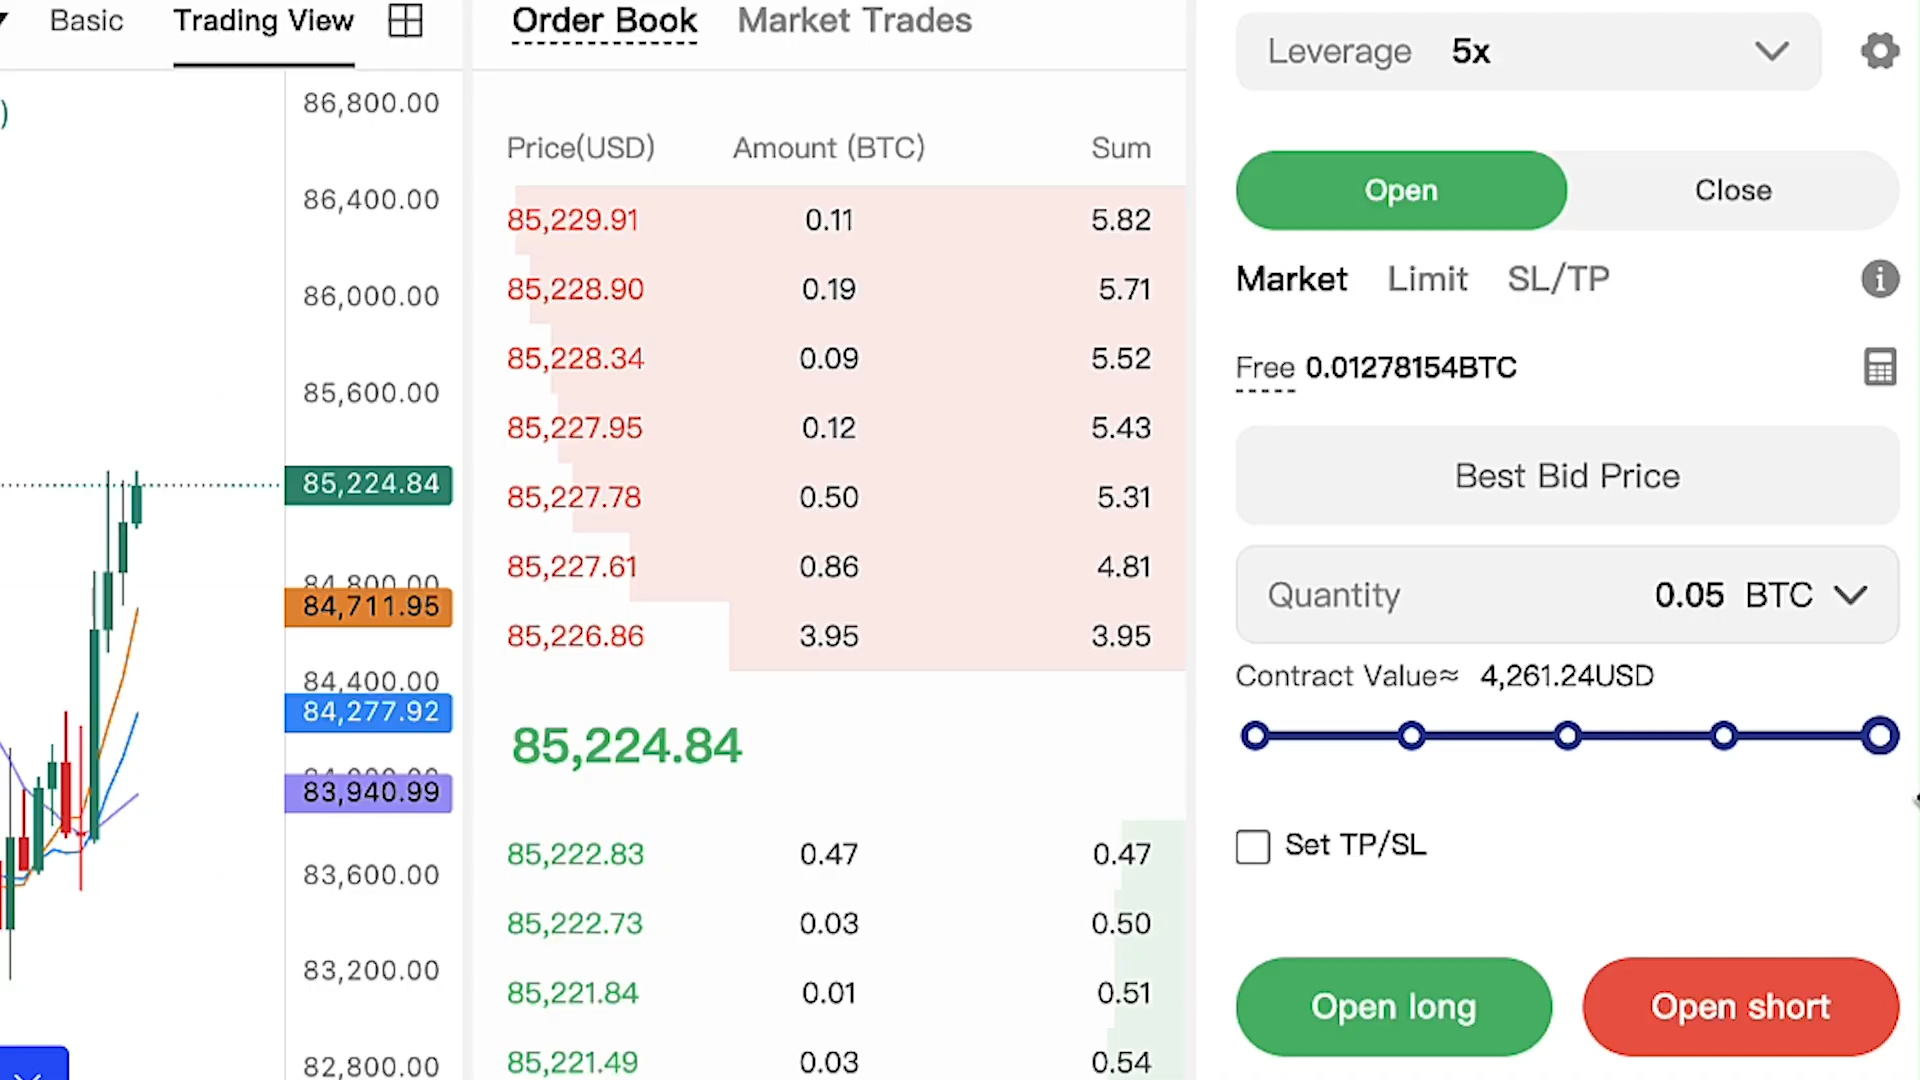 Basic Trading View
86,800.00
86,400.00
86,000.00
85,600.00
85,224.84
84,800.00
84,711.95
84,400.00
84,277.92
83,940.99
83,600.00
83,200.00
82,800.00
Order Book Market Trades
Price(USD) Amount (BTC) Sum
85,229.91 0.11 5.82
85,228.90 0.19 5.71
85,228.34 0.09 5.52
85,227.95 0.12 5.43
85,227.78 0.50 5.31
85,227.61 0.86 4.81
85,226.86 3.95 3.95
85,224.84
85,222.83 0.47 0.47
85,222.73 0.03 0.50
85,221.84 0.01 0.51
85,221.49 0.03 0.54
Leverage 5x
Open Close
Market Limit SL/TP
Free 0.01278154BTC
Best Bid Price
Quantity 0.05 BTC
Contract Value≈ 4,261.24USD
Set TP/SL
Open long Open short